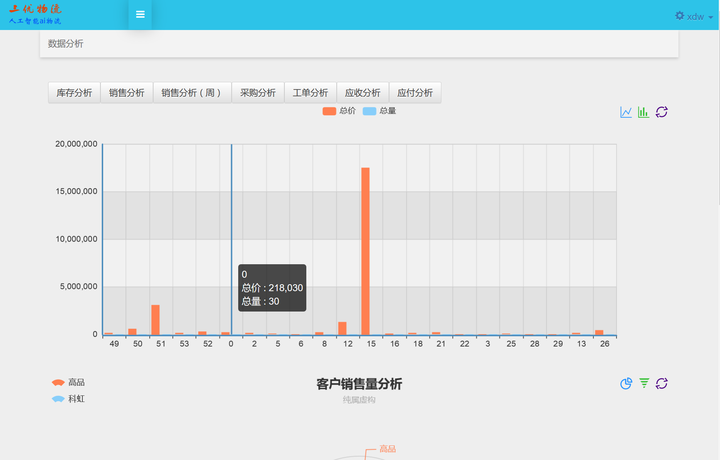 上优物流
人工智能ai物流
xdw
数据分析
库存分析 销售分析 销售分析（周） 采购分析 工单分析 应收分析 应付分析
总价 总量
20,000,000
15,000,000
10,000,000
5,000,000
0
0
总价 : 218,030
总量 : 30
49 50 51 53 52 0 2 5 6 8 12 15 16 18 21 22 3 25 28 29 13 26
高品
科虹
客户销售量分析
纯属虚构
高品